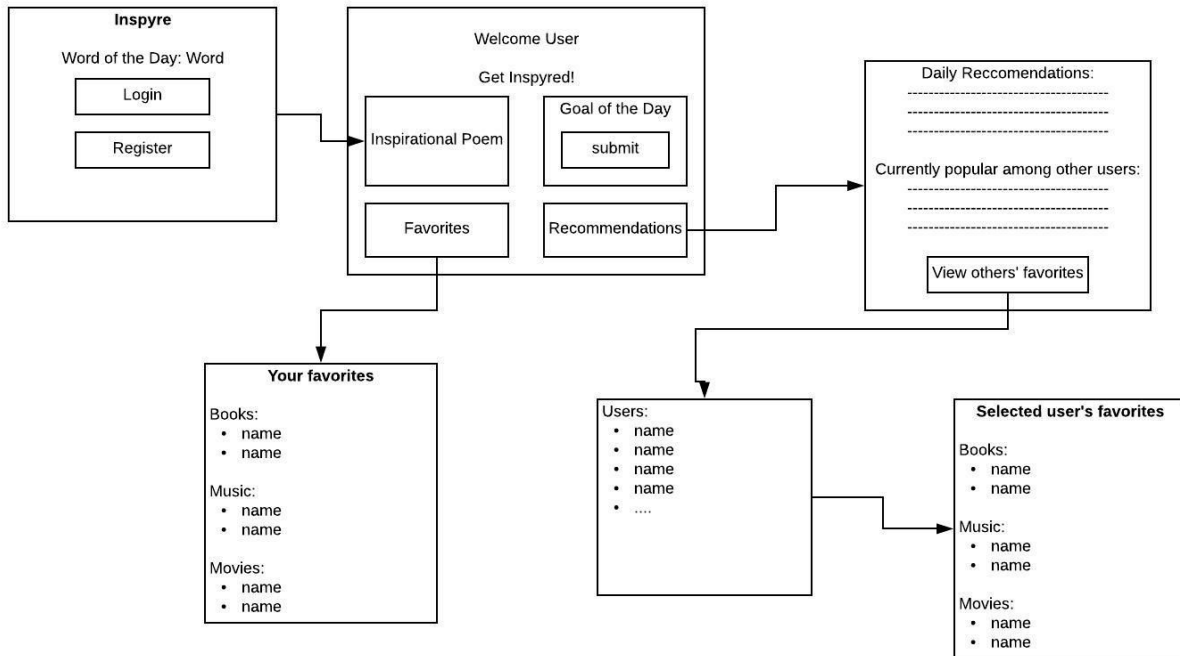 Inspyre
Word of the Day: Word
Login
Register
Welcome User
Get Inspyred!
Inspirational Poem
Goal of the Day
submit
Favorites
Recommendations
Daily Reccomendations:
------------------------------------
------------------------------------
------------------------------------
Currently popular among other users:
------------------------------------
------------------------------------
------------------------------------
View others' favorites
Your favorites
Books:
• name
• name
Music:
• name
• name
Movies:
• name
• name
Users:
• name
• name
• name
• name
• ....
Selected user's favorites
Books:
• name
• name
Music:
• name
• name
Movies:
• name
• name